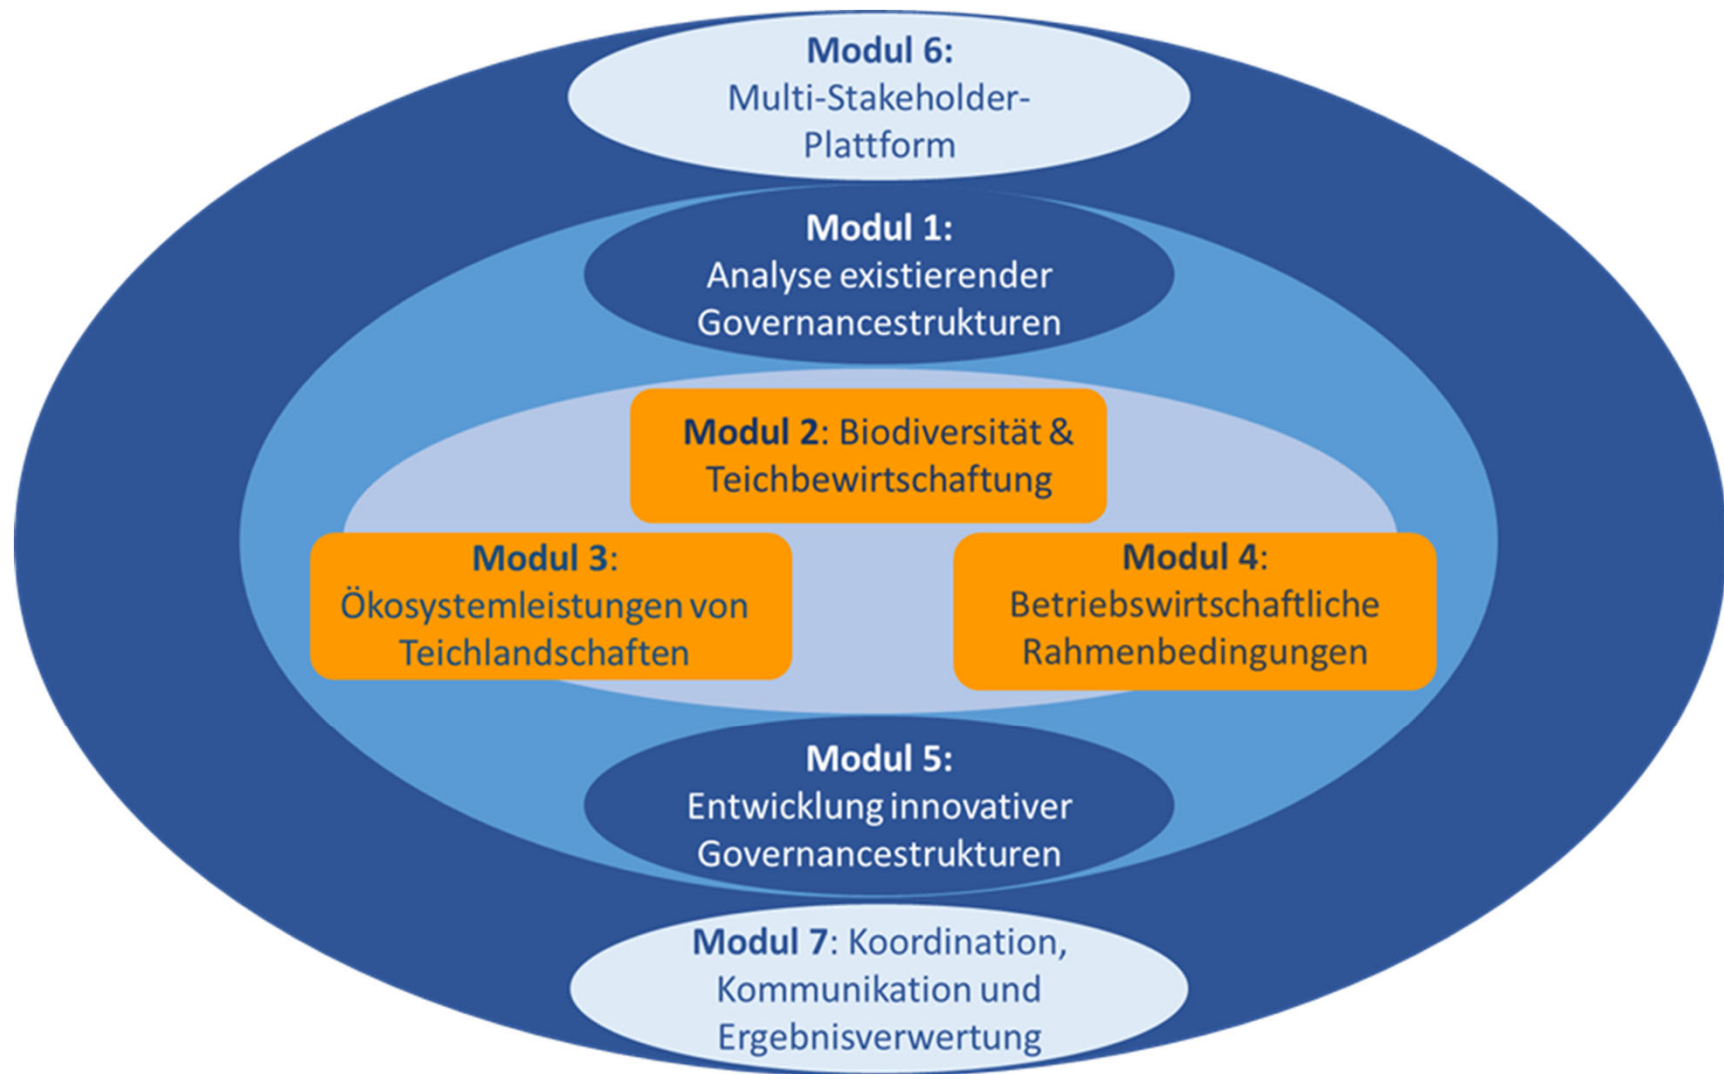 Modul 6:
Multi-Stakeholder-
Plattform
Modul 1:
Analyse existierender
Governancestrukturen
Modul 2: Biodiversität &
Teichbewirtschaftung
Modul 3:
Ökosystemleistungen von
Teichlandschaften
Modul 4:
Betriebswirtschaftliche
Rahmenbedingungen
Modul 5:
Entwicklung innovativer
Governancestrukturen
Modul 7: Koordination,
Kommunikation und
Ergebnisverwertung